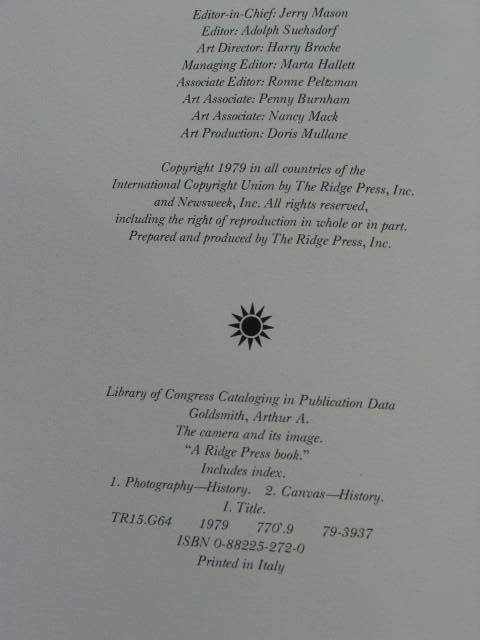 Editor-in-Chief: Jerry Mason
Editor: Adolph Suehsdorf
Art Director: Harry Brocke
Managing Editor: Marta Hallett
Associate Editor: Ronne Peltzman
Art Associate: Penny Burnham
Art Associate: Nancy Mack
Art Production: Doris Mullane
Copyright 1979 in all countries of the
International Copyright Union by The Ridge Press, Inc.
and Newsweek, Inc. All rights reserved,
including the right of reproduction in whole or in part.
Prepared and produced by The Ridge Press, Inc.
Library of Congress Cataloging in Publication Data
Goldsmith, Arthur A.
The camera and its image.
“A Ridge Press book.”
Includes index.
1. Photography—History. 2. Canvas—History.
1. Title.
TR15.G64 1979 770'.9 79-3937
ISBN 0-88225-272-0
Printed in Italy